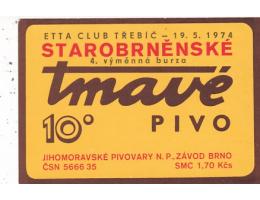 ETTA CLUB TŘEBÍČ – 19. 5. 1974
STAROBRNĚNSKÉ
4. výměnná burza
tmavé
10° PIVO
JIHOMORAVSKÉ PIVOVARY N. P., ZÁVOD BRNO
ČSN 5666 35 SMC 1,70 Kčs